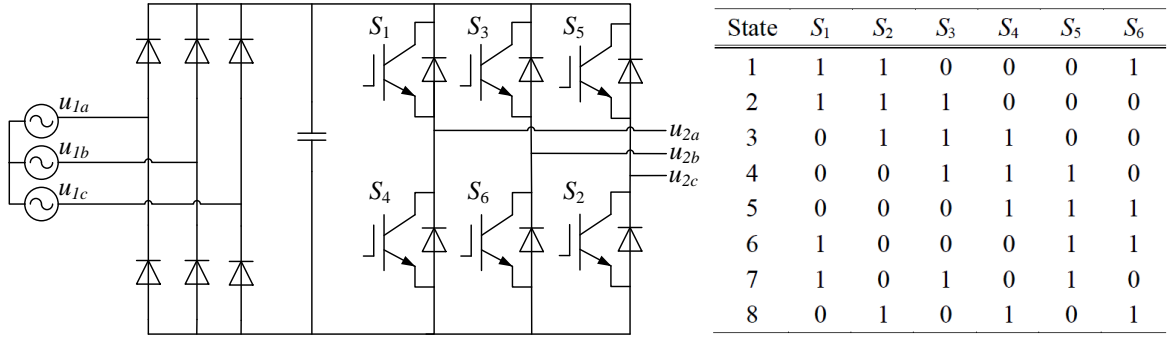 S1 S3 S5
u1a
u1b
u1c
u2a
u2b
u2c
S4 S6 S2
State S1 S2 S3 S4 S5 S6
1 1 1 0 0 0 1
2 1 1 1 0 0 0
3 0 1 1 1 0 0
4 0 0 1 1 1 0
5 0 0 0 1 1 1
6 1 0 0 0 1 1
7 1 0 1 0 1 0
8 0 1 0 1 0 1